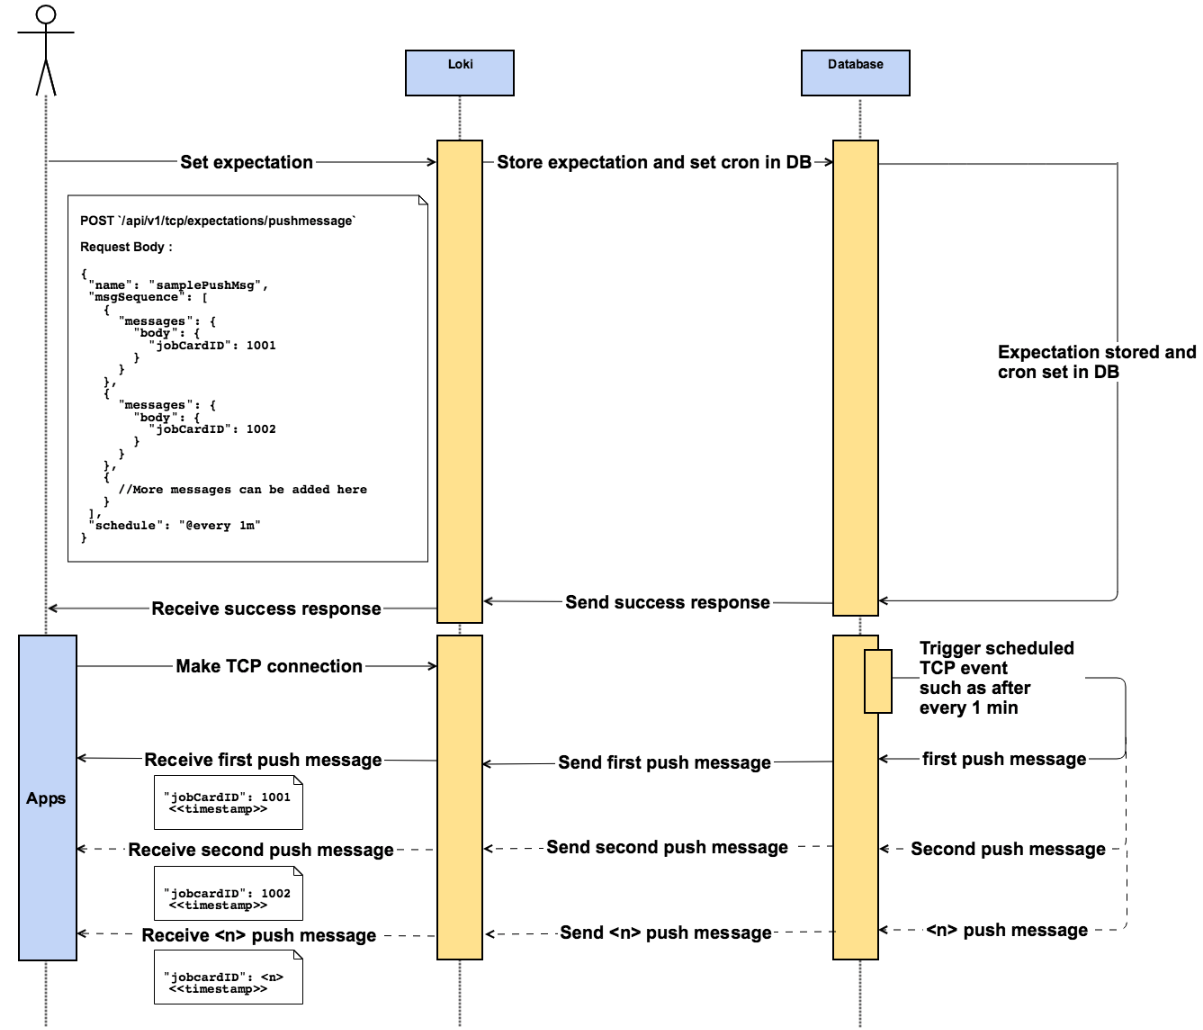 Loki
Database
Set expectation
Store expectation and set cron in DB
POST `/api/v1/tcp/expectations/pushmessage`
Request Body :
{
"name": "samplePushMsg",
"msgSequence": [
{
"messages": {
"body": {
"jobCardID": 1001
}
}
},
{
"messages": {
"body": {
"jobCardID": 1002
}
}
},
{
//More messages can be added here
}
],
"schedule": "@every 1m"
}
Expectation stored and
cron set in DB
Receive success response
Send success response
Make TCP connection
Trigger scheduled
TCP event
such as after
every 1 min
Receive first push message
Send first push message
first push message
"jobCardID": 1001
<<timestamp>>
Apps
Receive second push message
Send second push message
Second push message
"jobcardID": 1002
<<timestamp>>
Receive <n> push message
Send <n> push message
<n> push message
"jobcardID": <n>
<<timestamp>>